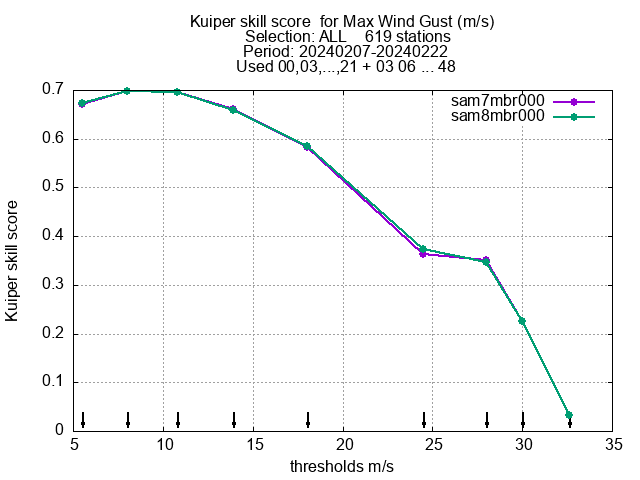 Kuiper skill score  for Max Wind Gust (m/s)
Selection: ALL    619 stations
Period: 20240207-20240222
Used 00,03,...,21 + 03 06 ... 48
sam7mbr000
sam8mbr000
Kuiper skill score
0.7
0.6
0.5
0.4
0.3
0.2
0.1
0
5 10 15 20 25 30 35
thresholds m/s